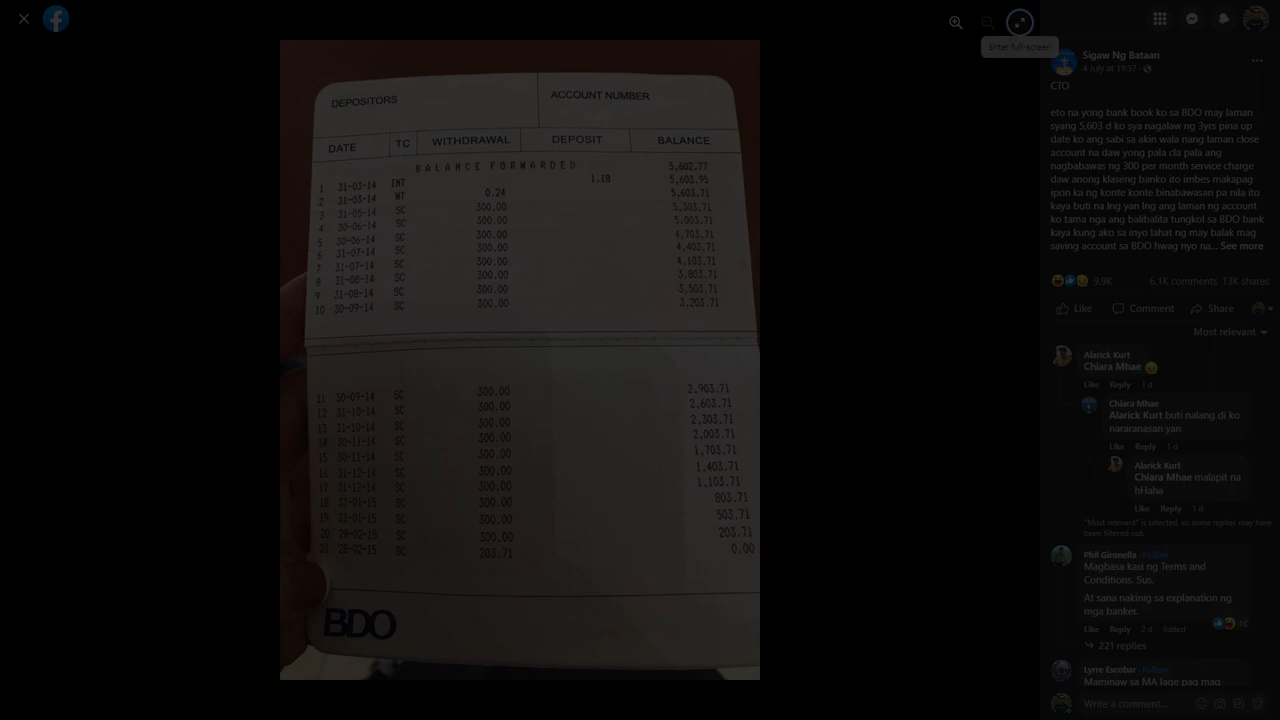 Enter full-screen
DEPOSITORS
ACCOUNT NUMBER
DATE TC WITHDRAWAL DEPOSIT BALANCE
BALANCE FORWARDED 5,602.77
1 31-03-14 INT 1.18 5,603.95
2 31-03-14 WT 0.24 5,603.71
3 31-05-14 SC 300.00 5,303.71
4 30-06-14 SC 300.00 5,003.71
5 30-06-14 SC 300.00 4,703.71
6 31-07-14 SC 300.00 4,403.71
7 31-07-14 SC 300.00 4,103.71
8 31-08-14 SC 300.00 3,803.71
9 31-08-14 SC 300.00 3,503.71
10 30-09-14 SC 300.00 3,203.71
11 30-09-14 SC 300.00 2,903.71
12 31-10-14 SC 300.00 2,603.71
13 31-10-14 SC 300.00 2,303.71
14 30-11-14 SC 300.00 2,003.71
15 30-11-14 SC 300.00 1,703.71
16 31-12-14 SC 300.00 1,403.71
17 31-12-14 SC 300.00 1,103.71
18 31-01-15 SC 300.00 803.71
19 31-01-15 SC 300.00 503.71
20 28-02-15 SC 300.00 203.71
21 28-02-15 SC 203.71 0.00
BDO
Sigaw Ng Bataan
4 July at 19:37
CTO
eto na yong bank book ko sa BDO may laman
syang 5,603 d ko sya nagalaw ng 3yrs pina up
date ko ang sabi sa akin wala nang laman close
account na daw yong pala cla pala ang
nagbabawas ng 300 per month service charge
daw anong klaseng banko ito imbes makapag
ipon ka ng konte konte binabawasan pa nila ito
kaya buti na lng yan lng ang laman ng account
ko tama nga ang balibalita tungkil sa BDO bank
kaya kung ako sa inyo lahat ng may balak mag
saving account sa BDO hwag nyo na... See more
9.9K 6.1K comments 13K shares
Like Comment Share
Most relevant
Alarick Kurt
Chiara Mhae
Like Reply 1 d
Chiara Mhae
Alarick Kurt buti nalang di ko
nararanasan yan
Like Reply 1 d
Alarick Kurt
Chiara Mhae malapit na
hHaha
Like Reply 1 d
"Most relevant" is selected, so some replies may have
been filtered out.
Phil Gironella · Follow
Magbasa kasi ng Terms and
Conditions. Sus.
At sana nakinig sa explanation ng
mga banker.
Like Reply 2 d Edited 1K
221 replies
Lyrre Escobar · Follow
Maminaw sa MA lage pag mag
Write a comment...